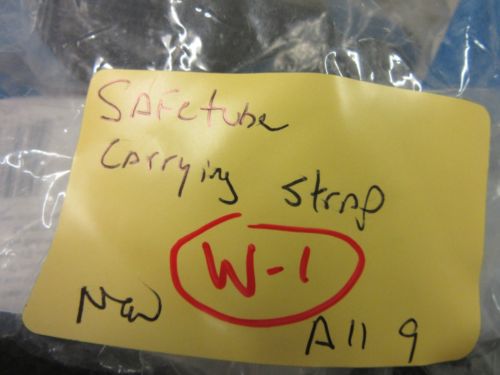 SAFetube
Carrying Strap
W-1
New
All 9